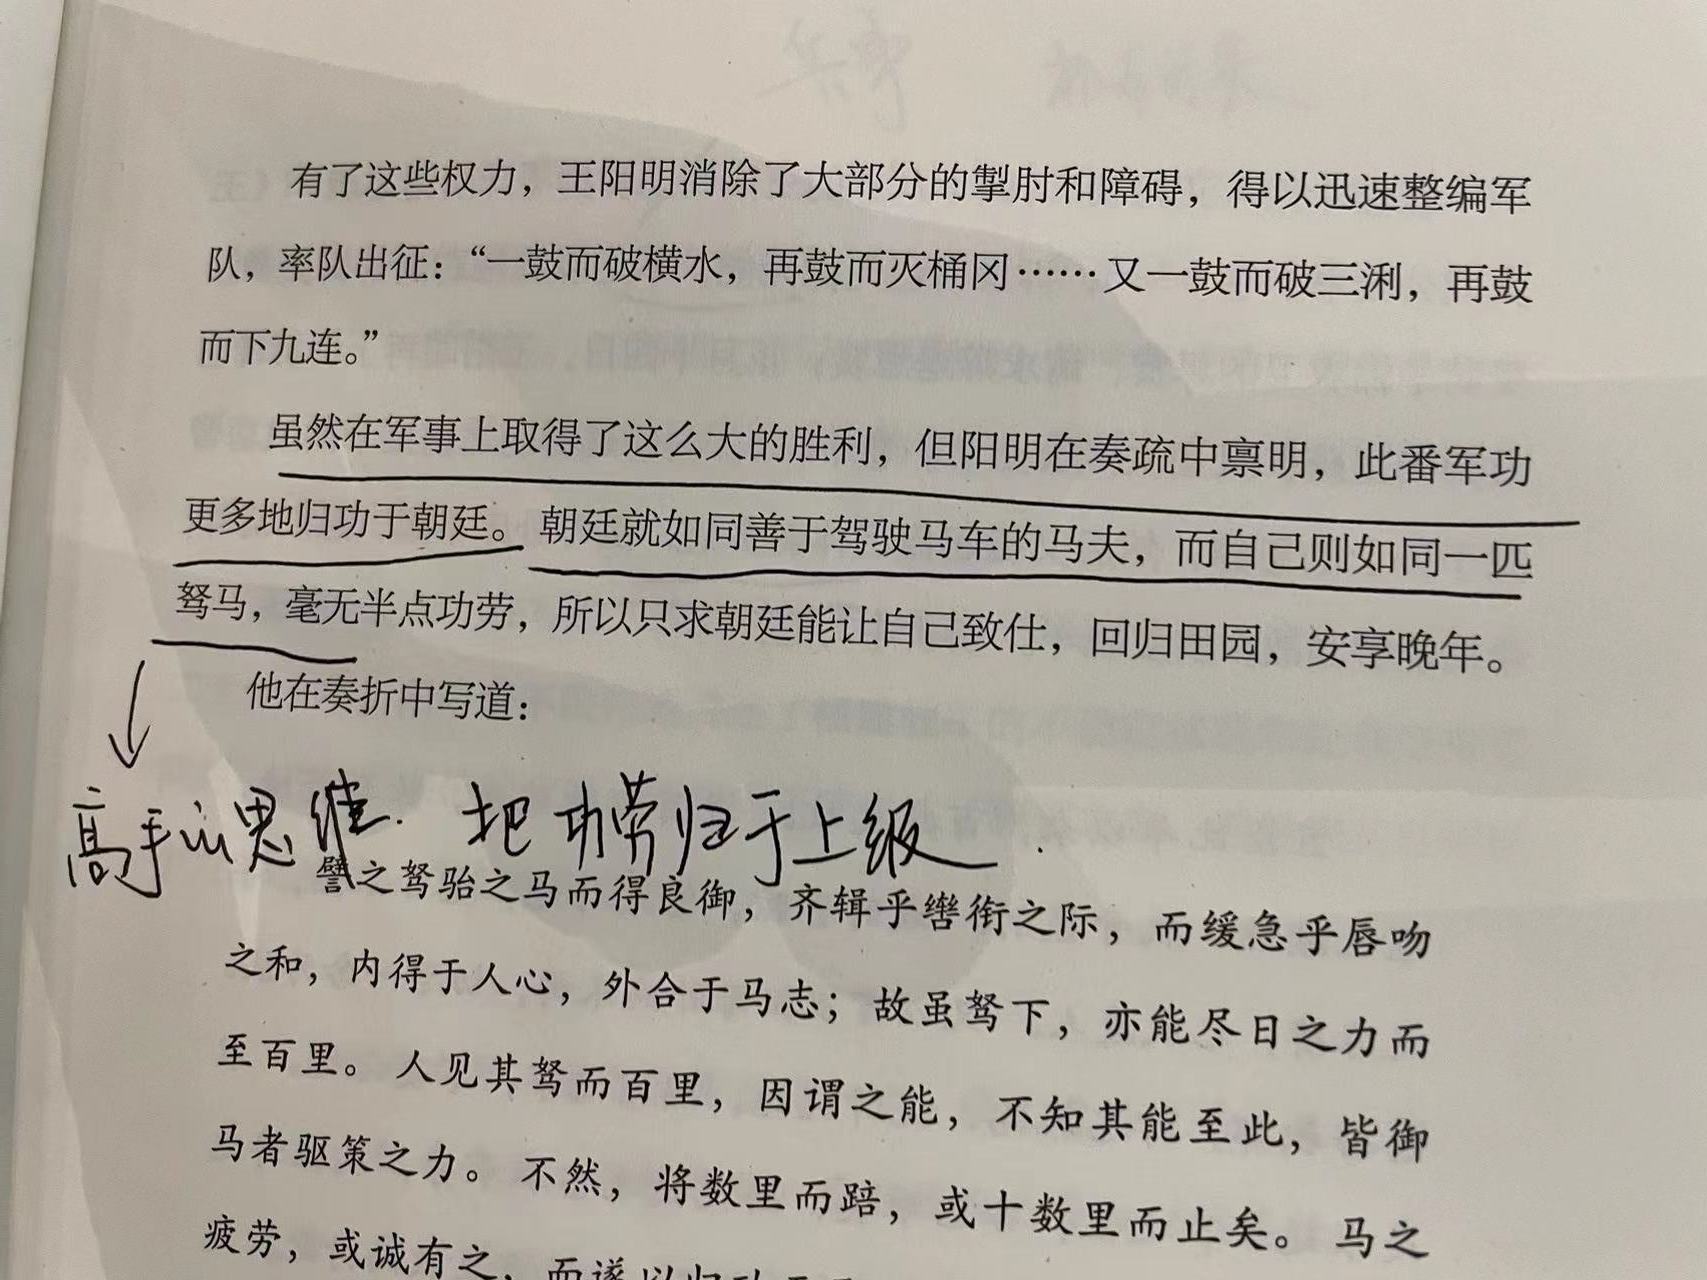 有了这些权力，王阳明消除了大部分的掣肘和障碍，得以迅速整编军
队，率队出征：“一鼓而破横水，再鼓而灭桶冈……又一鼓而破三浰，再鼓
而下九连。”
虽然在军事上取得了这么大的胜利，但阳明在奏疏中禀明，此番军功
更多地归功于朝廷。朝廷就如同善于驾驶马车的马夫，而自己则如同一匹
驽马，毫无半点功劳，所以只求朝廷能让自己致仕，回归田园，安享晚年。
他在奏折中写道：
高手的思维. 把功劳归于上级.
譬之驽骀之马而得良御，齐辑乎辔衔之际，而缓急乎唇吻
之和，内得于人心，外合于马志；故虽驽下，亦能尽日之力而
至百里。人见其驽而百里，因谓之能，不知其能至此，皆御
马者驱策之力。不然，将数里而踣，或十数里而止矣。马之
疲劳，或诚有之，而遂以归功